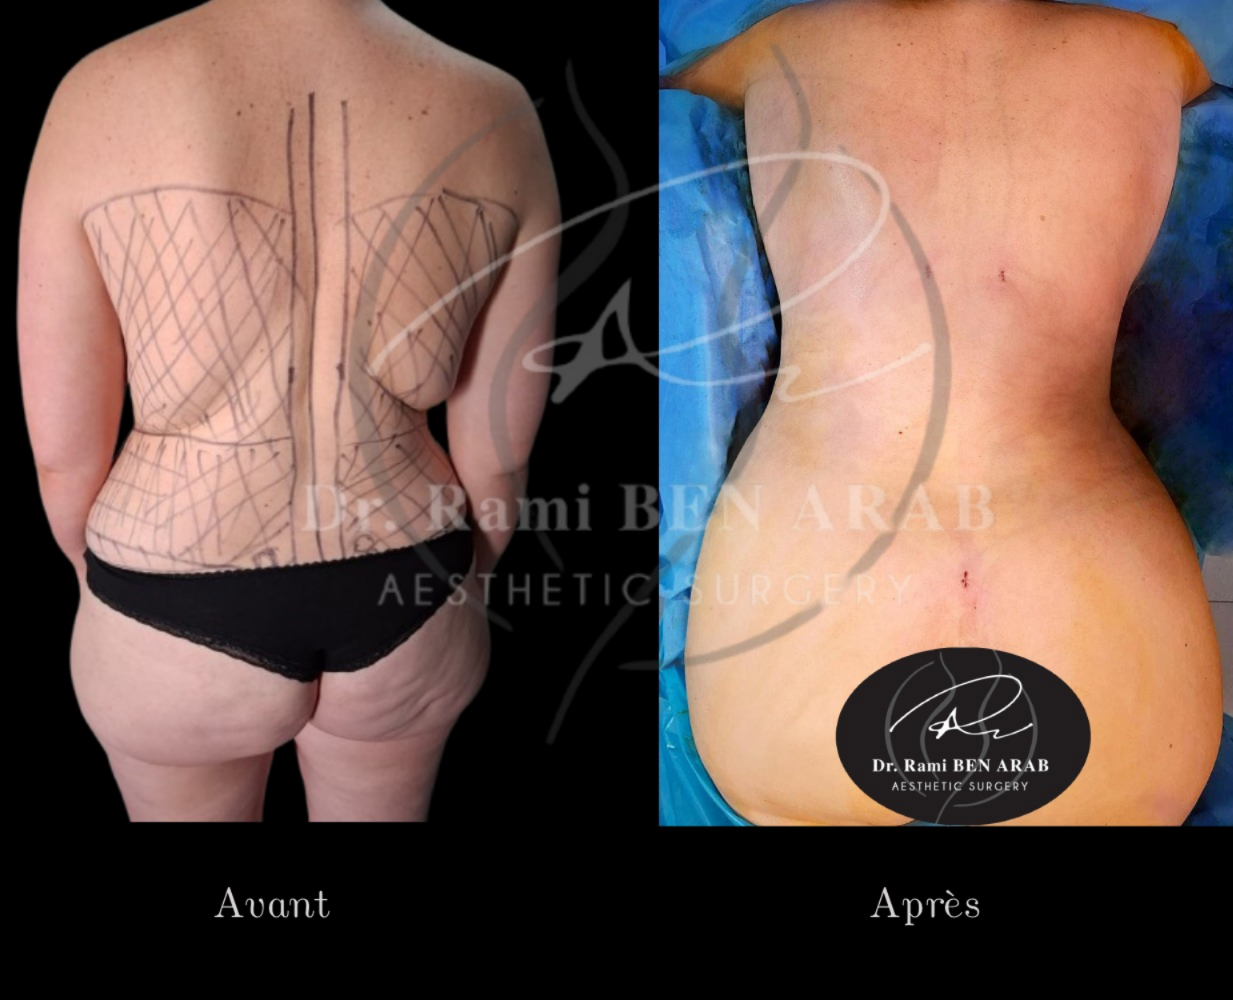 Dr. Rami BEN ARAB
AESTHETIC SURGERY
Dr. Rami BEN ARAB
AESTHETIC SURGERY
Avant
Après